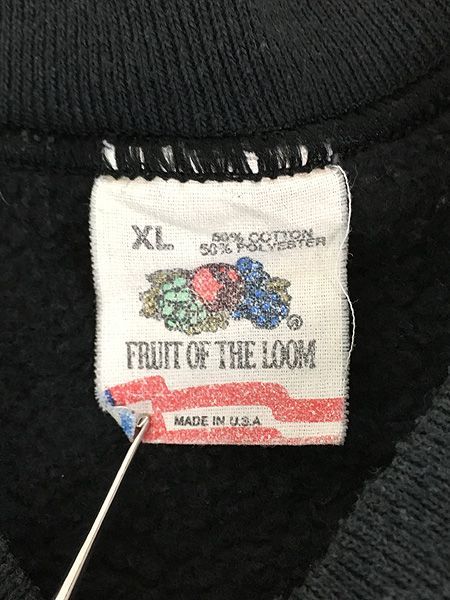 XL
50% COTTON
50% POLYESTER
®
FRUIT OF THE LOOM
MADE IN U.S.A